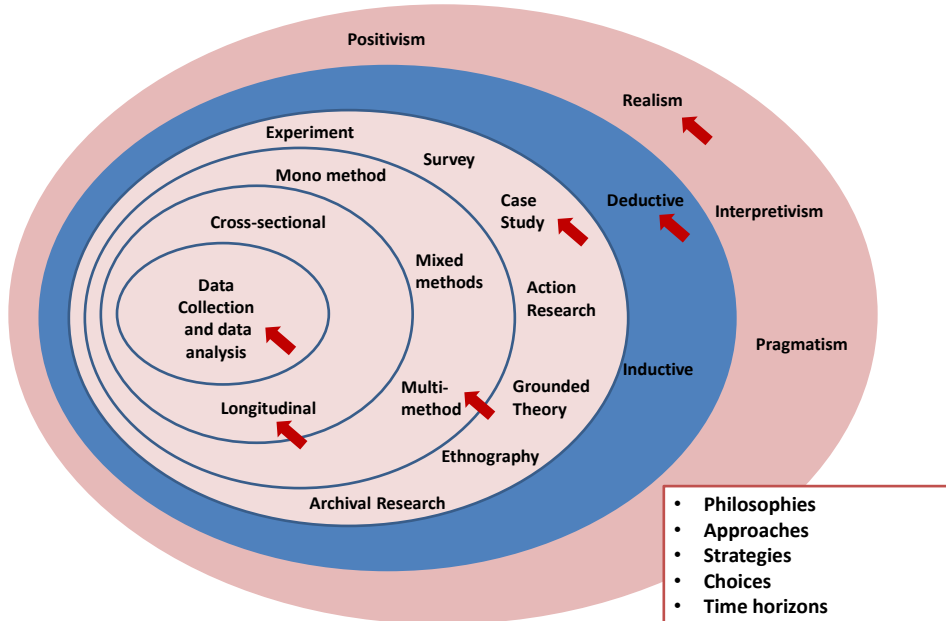 Positivism
Realism
Experiment
Survey
Mono method
Case
Study
Deductive
Interpretivism
Cross-sectional
Mixed
methods
Action
Research
Data
Collection
and data
analysis
Pragmatism
Inductive
Multi-
method
Grounded
Theory
Longitudinal
Ethnography
Archival Research
• Philosophies
• Approaches
• Strategies
• Choices
• Time horizons